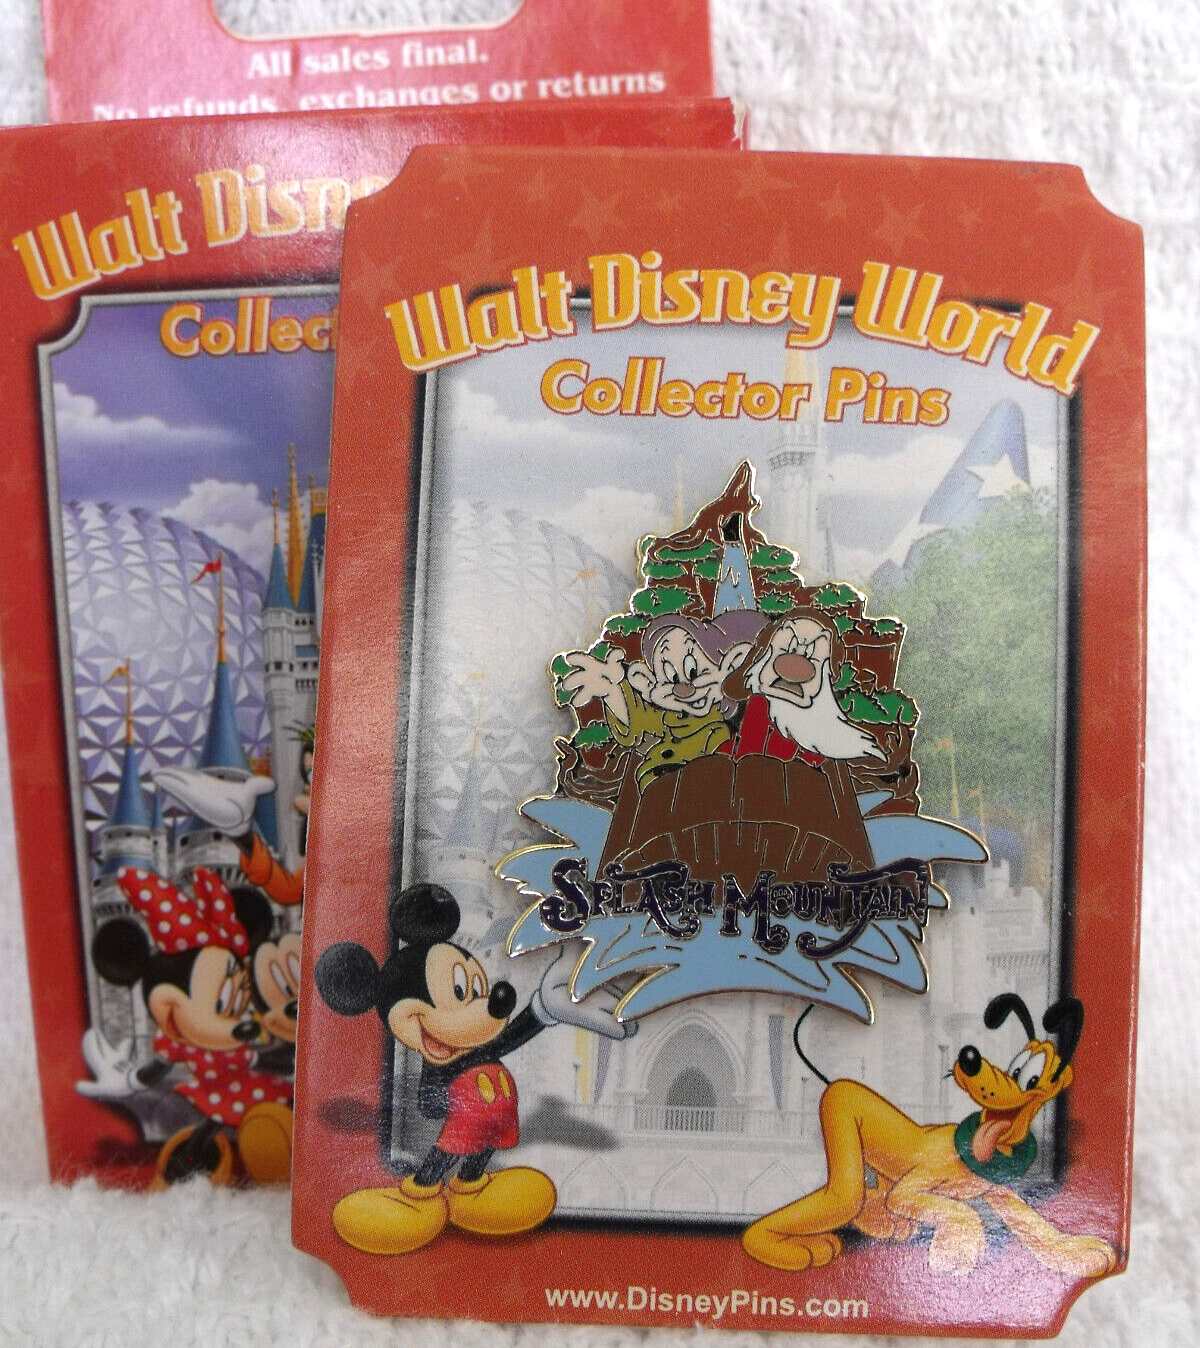 All sales final.
No refunds, exchanges or returns
Walt Disn
Collect
Walt Disney World
Collector Pins
SPLASH MOUNTAIN
www.DisneyPins.com